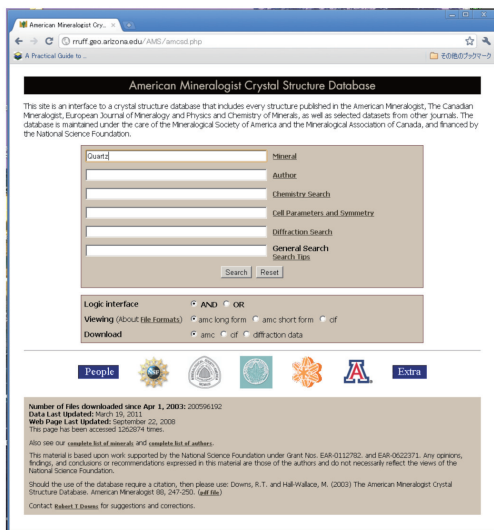 American Mineralogist Cry...
rruff.geo.arizona.edu/AMS/amcsd.php
A Practical Guide to ...
その他のブックマーク
American Mineralogist Crystal Structure Database
This site is an interface to a crystal structure database that includes every structure published in the American Mineralogist, The Canadian
Mineralogist, European Journal of Mineralogy and Physics and Chemistry of Minerals, as well as selected datasets from other journals. The
database is maintained under the care of the Mineralogical Society of America and the Mineralogical Association of Canada, and financed by
the National Science Foundation.
Quartz Mineral
Author
Chemistry Search
Cell Parameters and Symmetry
Diffraction Search
General Search
Search Tips
Search Reset
Logic interface AND OR
Viewing (About File Formats) amc long form amc short form cif
Download amc cif diffraction data
People NSF A Extra
Number of Files downloaded since Apr 1, 2003: 200596192
Data Last Updated: March 19, 2011
Web Page Last Updated: September 22, 2008
This page has been accessed 1262874 times.
Also see our complete list of minerals and complete list of authors.
This material is based upon work supported by the National Science Foundation under Grant Nos. EAR-0112782. and EAR-0622371. Any opinions,
findings, and conclusions or recommendations expressed in this material are those of the authors and do not necessarily reflect the views of the
National Science Foundation.
Should the use of the database require a citation, then please use: Downs, R.T. and Hall-Wallace, M. (2003) The American Mineralogist Crystal
Structure Database. American Mineralogist 88, 247-250. (pdf file)
Contact Robert T Downs for suggestions and corrections.